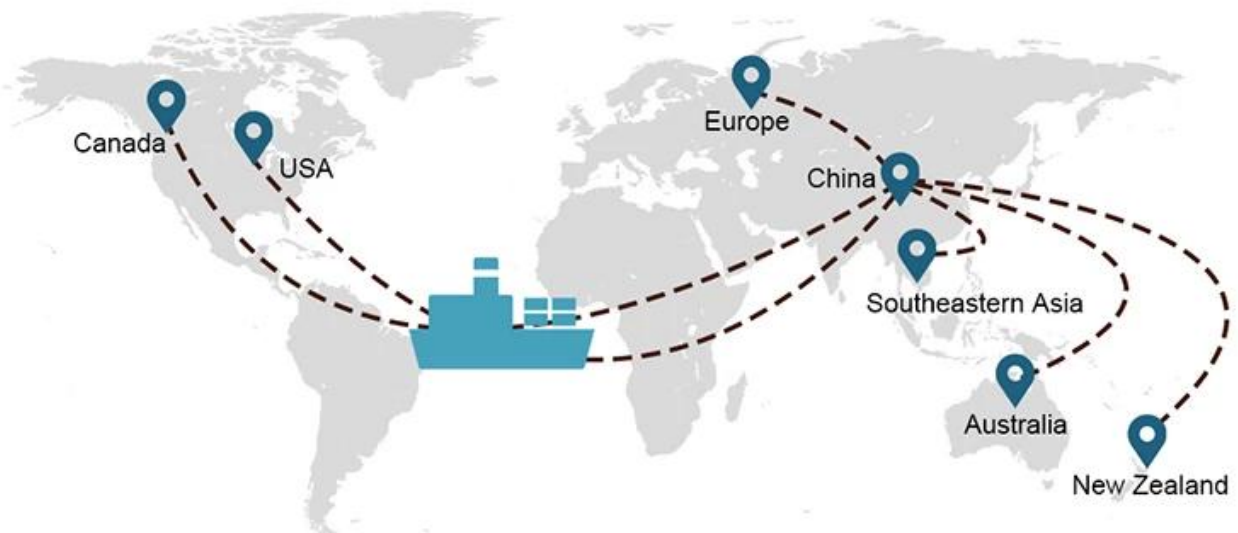 Canada
USA
Europe
China
Southeastern Asia
Australia
New Zealand